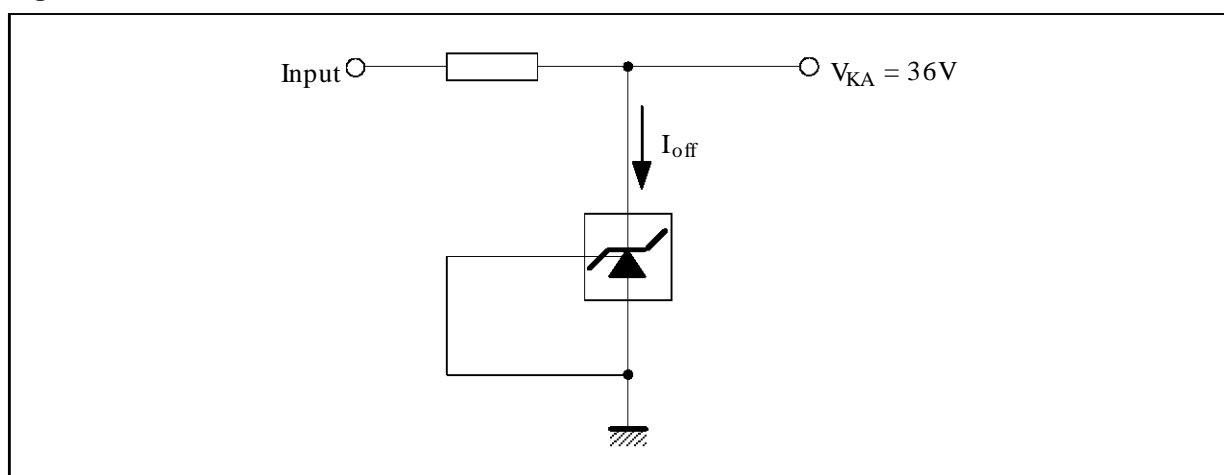 Input
V_KA = 36V
I_off